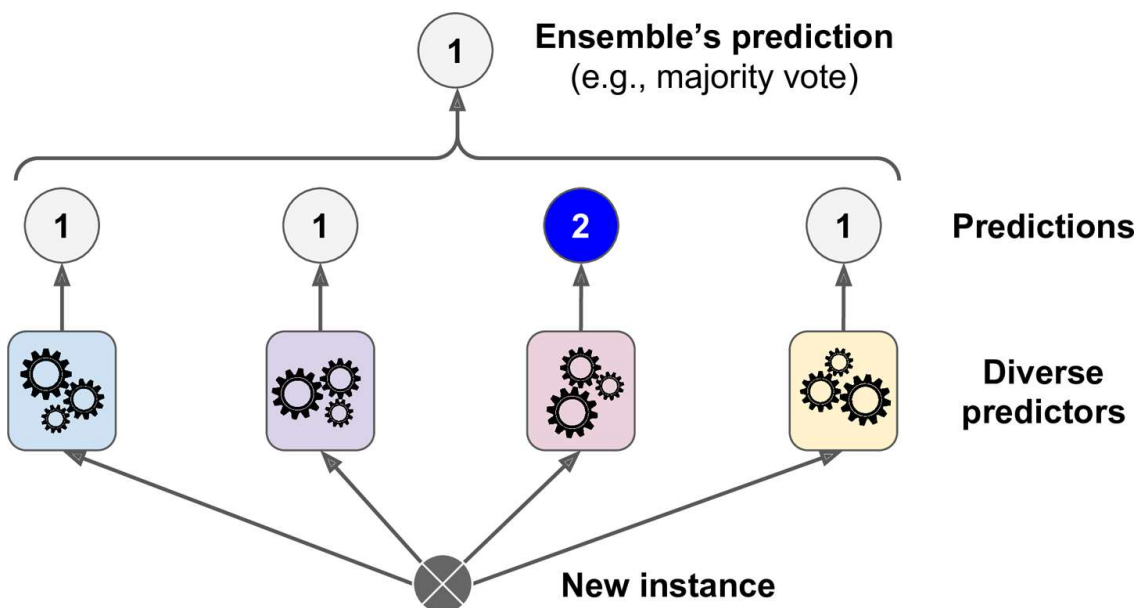 1
Ensemble's prediction
(e.g., majority vote)
1 1 2 1
Predictions
Diverse
predictors
New instance